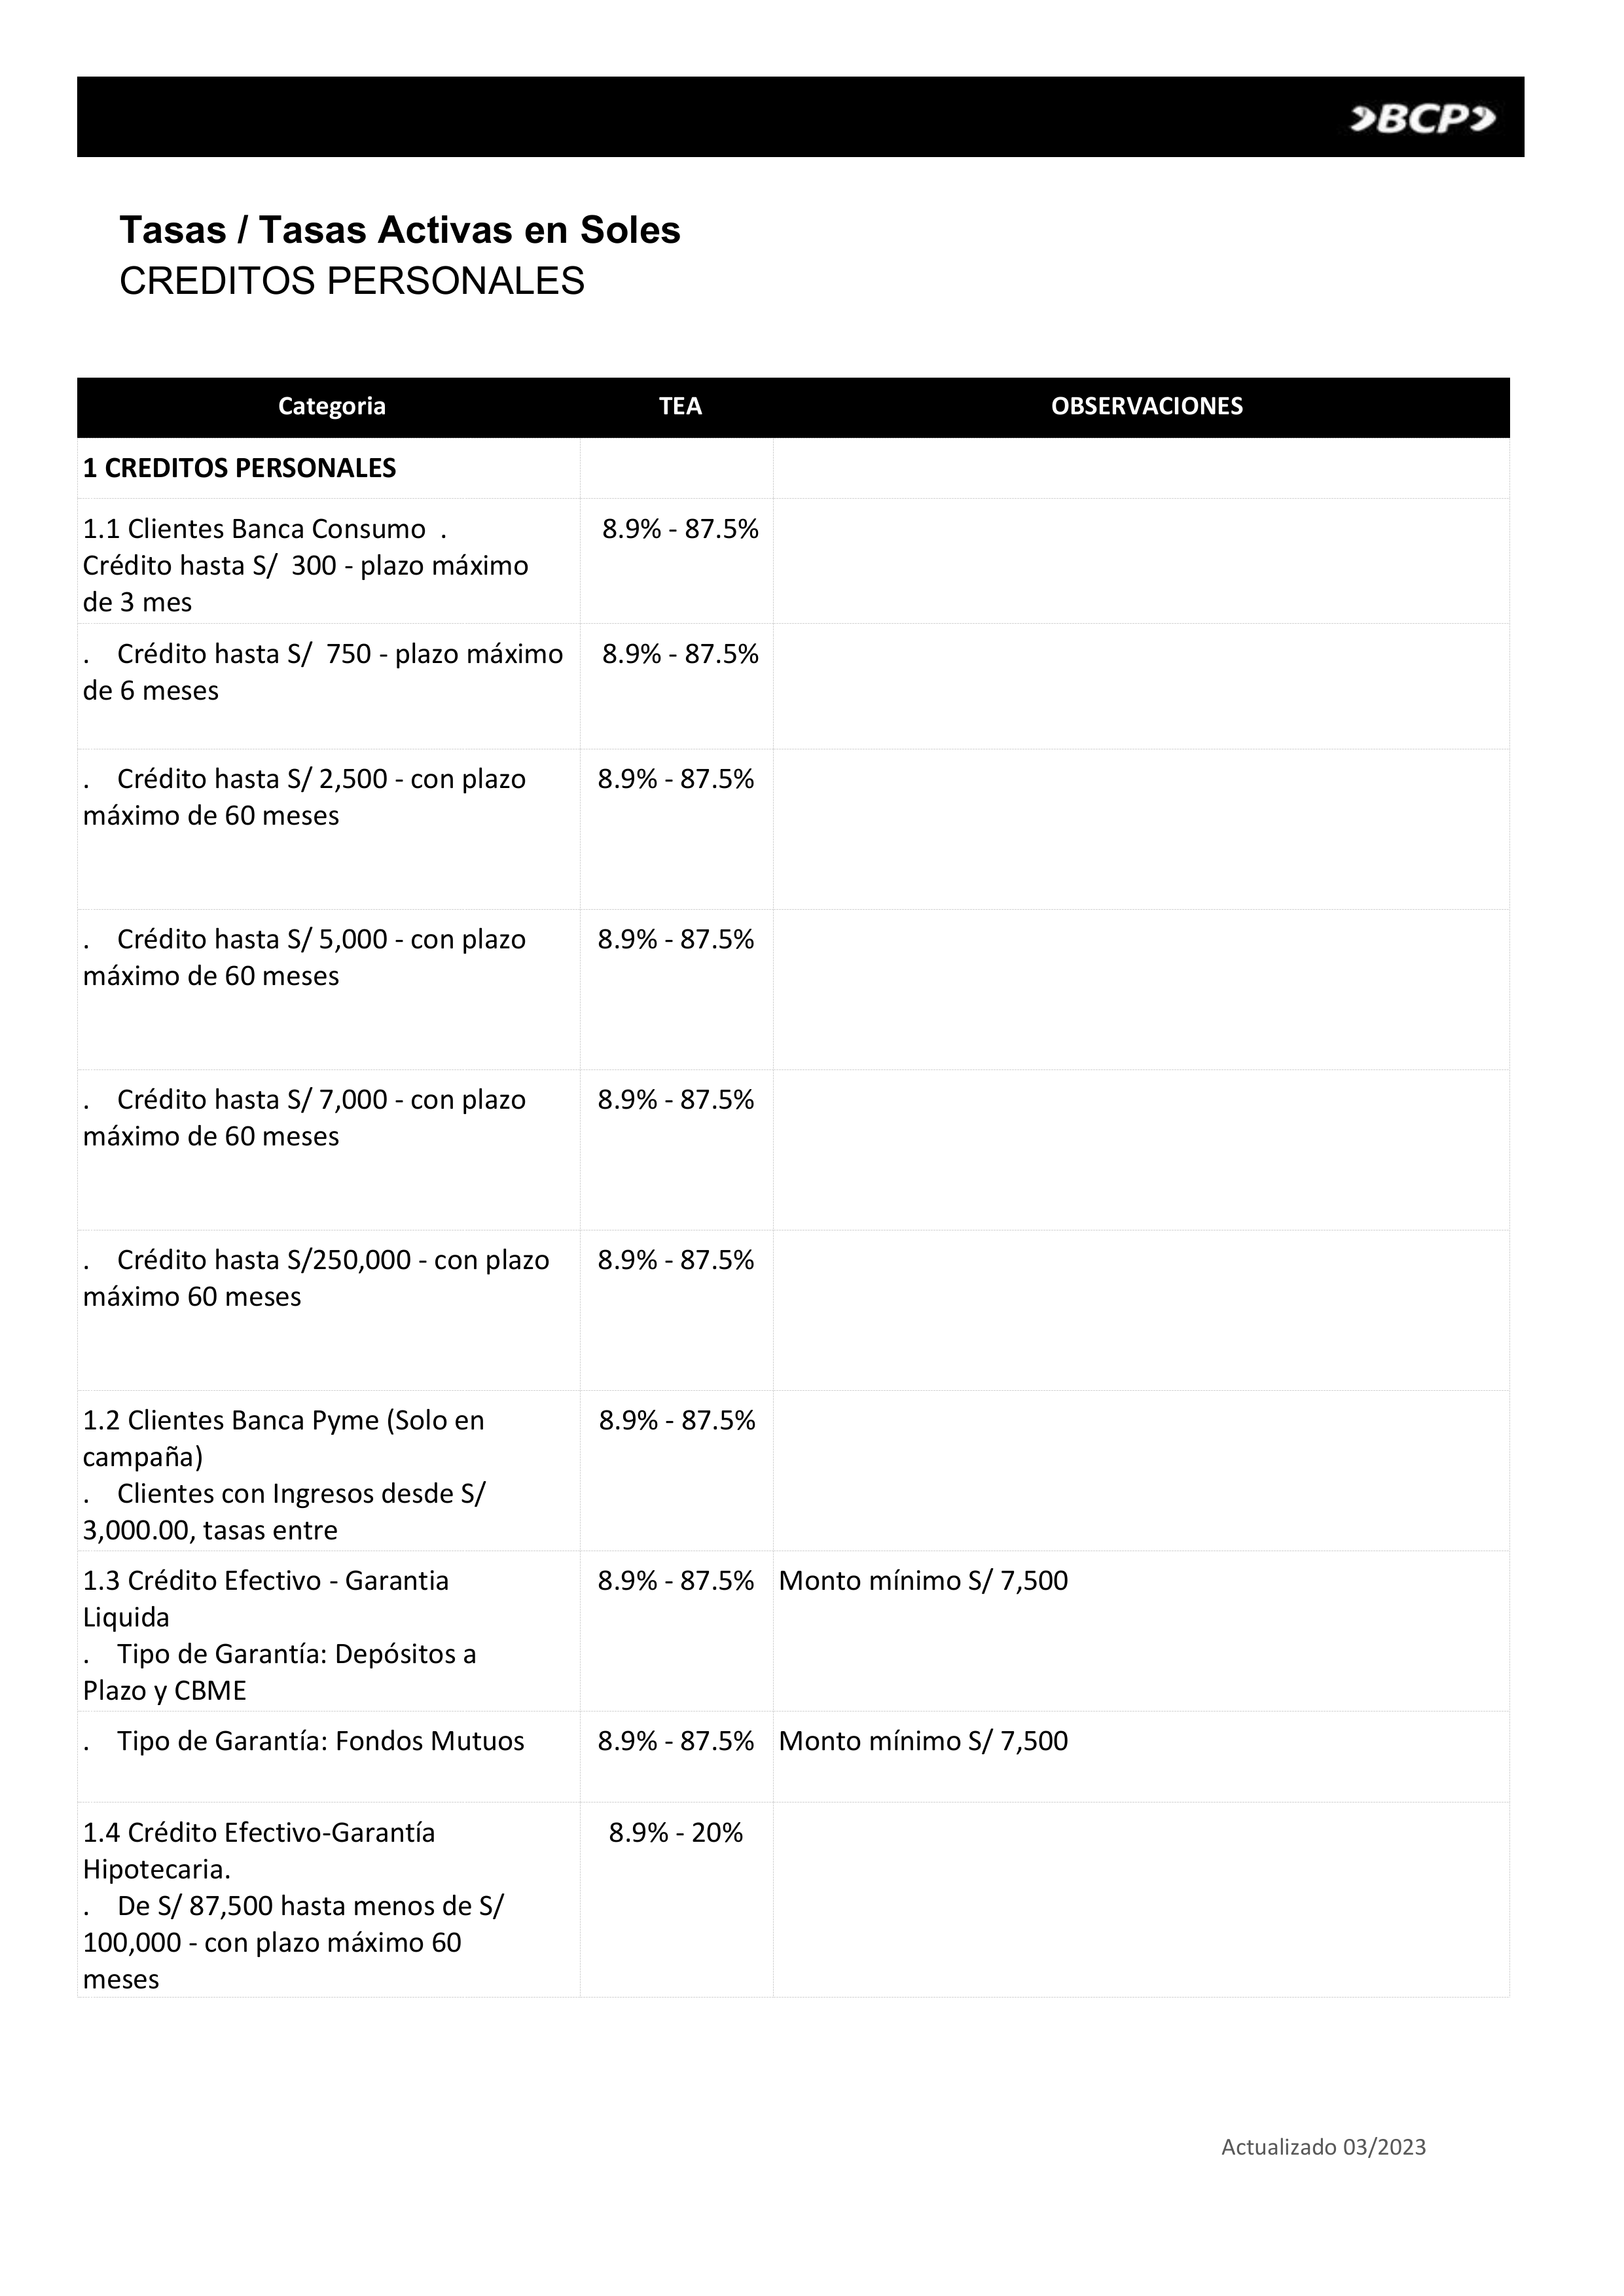 BCP
Tasas / Tasas Activas en Soles
CREDITOS PERSONALES
Categoria TEA OBSERVACIONES
1 CREDITOS PERSONALES
1.1 Clientes Banca Consumo . 8.9% - 87.5%
Crédito hasta S/ 300 - plazo máximo
de 3 mes
. Crédito hasta S/ 750 - plazo máximo 8.9% - 87.5%
de 6 meses
. Crédito hasta S/ 2,500 - con plazo 8.9% - 87.5%
máximo de 60 meses
. Crédito hasta S/ 5,000 - con plazo 8.9% - 87.5%
máximo de 60 meses
. Crédito hasta S/ 7,000 - con plazo 8.9% - 87.5%
máximo de 60 meses
. Crédito hasta S/250,000 - con plazo 8.9% - 87.5%
máximo 60 meses
1.2 Clientes Banca Pyme (Solo en 8.9% - 87.5%
campaña)
. Clientes con Ingresos desde S/
3,000.00, tasas entre
1.3 Crédito Efectivo - Garantia 8.9% - 87.5% Monto mínimo S/ 7,500
Liquida
. Tipo de Garantía: Depósitos a
Plazo y CBME
. Tipo de Garantía: Fondos Mutuos 8.9% - 87.5% Monto mínimo S/ 7,500
1.4 Crédito Efectivo-Garantía 8.9% - 20%
Hipotecaria.
. De S/ 87,500 hasta menos de S/
100,000 - con plazo máximo 60
meses
Actualizado 03/2023